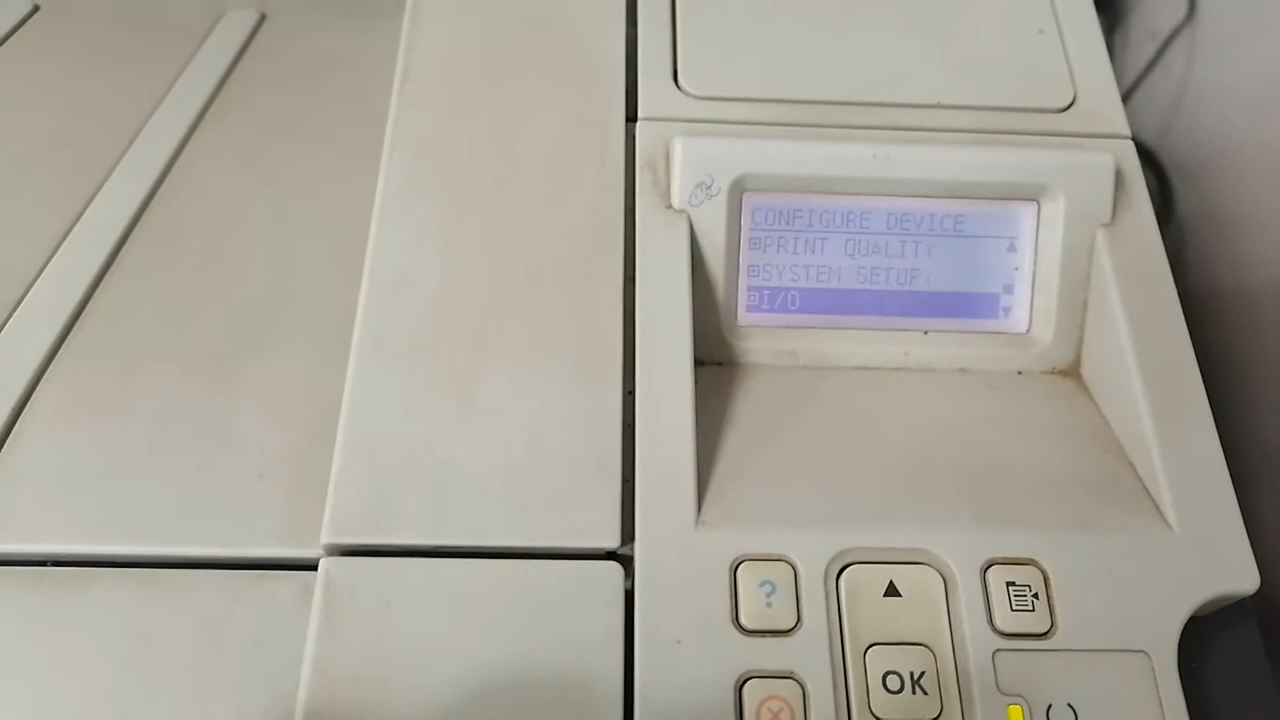 CONFIGURE DEVICE
PRINT QUALITY
SYSTEM SETUP
I/O
?
OK